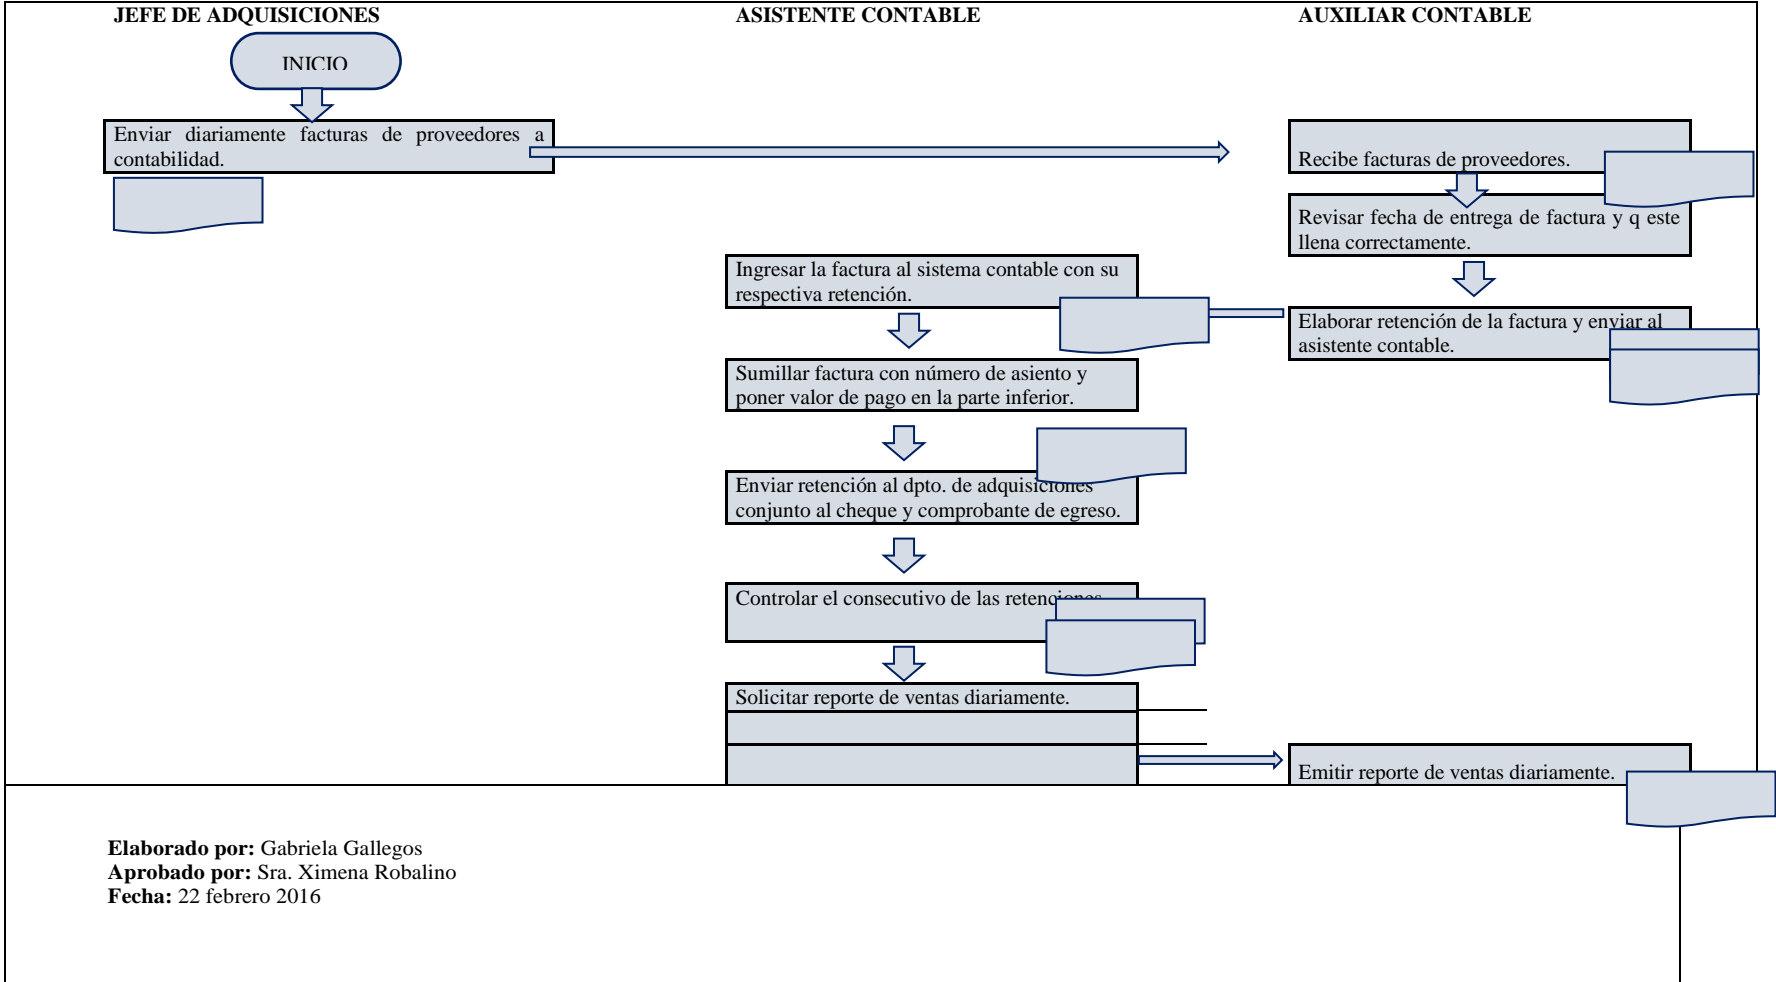 JEFE DE ADQUISICIONES
ASISTENTE CONTABLE
AUXILIAR CONTABLE
INICIO
Enviar diariamente facturas de proveedores a
contabilidad.
Recibe facturas de proveedores.
Revisar fecha de entrega de factura y q este
llena correctamente.
Elaborar retención de la factura y enviar al
asistente contable.
Ingresar la factura al sistema contable con su
respectiva retención.
Sumillar factura con número de asiento y
poner valor de pago en la parte inferior.
Enviar retención al dpto. de adquisiciones
conjunto al cheque y comprobante de egreso.
Controlar el consecutivo de las retenciones
Solicitar reporte de ventas diariamente.
Emitir reporte de ventas diariamente.
Elaborado por: Gabriela Gallegos
Aprobado por: Sra. Ximena Robalino
Fecha: 22 febrero 2016